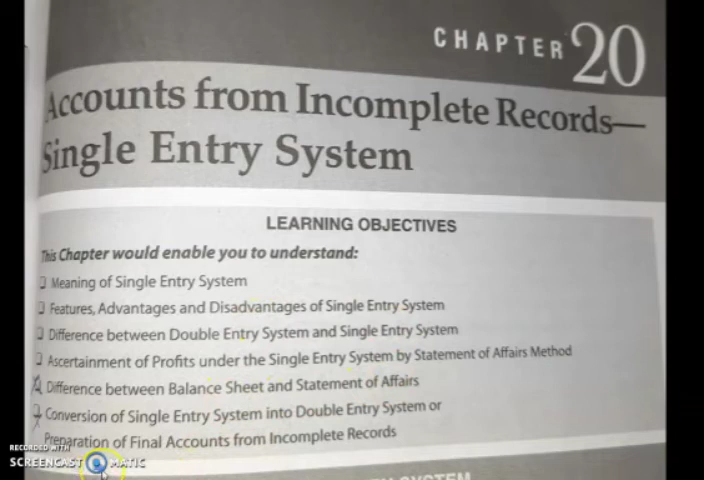 CHAPTER 20
Accounts from Incomplete Records—
Single Entry System
LEARNING OBJECTIVES
This Chapter would enable you to understand:
Meaning of Single Entry System
Features, Advantages and Disadvantages of Single Entry System
Difference between Double Entry System and Single Entry System
Ascertainment of Profits under the Single Entry System by Statement of Affairs Method
Difference between Balance Sheet and Statement of Affairs
Conversion of Single Entry System into Double Entry System or
Preparation of Final Accounts from Incomplete Records
RECORDED WITH
SCREENCAST MATIC
SYSTEM